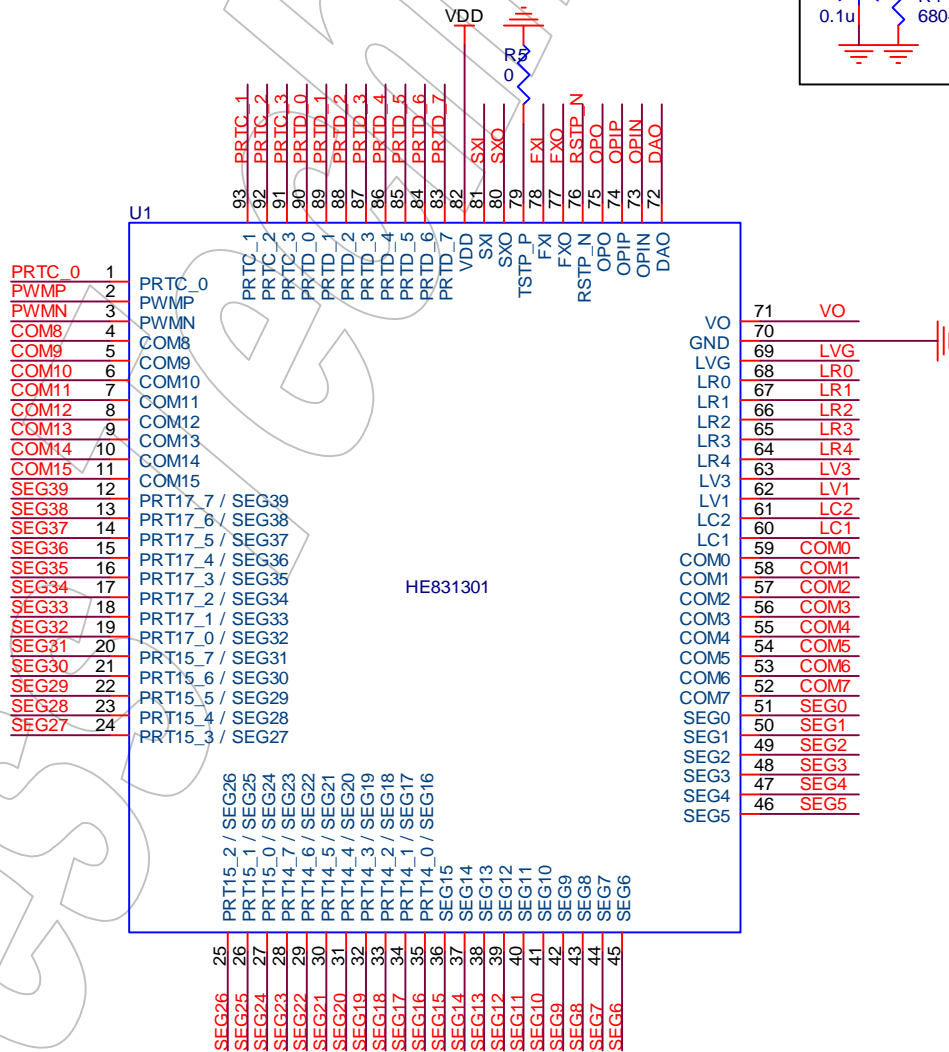 VDD
R5
0
0.1u
680
PRTC_1
PRTC_2
PRTC_3
PRTD_0
PRTD_1
PRTD_2
PRTD_3
PRTD_4
PRTD_5
PRTD_6
PRTD_7
SXI
SXO
FXI
FXO
RSTP_N
OPO
OPIP
OPIN
DAO
93
92
91
90
89
88
87
86
85
84
83
82
81
80
79
78
77
76
75
74
73
72
U1
PRTC_1
PRTC_2
PRTC_3
PRTD_0
PRTD_1
PRTD_2
PRTD_3
PRTD_4
PRTD_5
PRTD_6
PRTD_7
VDD
SXI
SXO
TSTP_P
FXI
FXO
RSTP_N
OPO
OPIP
OPIN
DAO
PRTC_0 1 PRTC_0
PWMP 2 PWMP
PWMN 3 PWMN
COM8 4 COM8
COM9 5 COM9
COM10 6 COM10
COM11 7 COM11
COM12 8 COM12
COM13 9 COM13
COM14 10 COM14
COM15 11 COM15
SEG39 12 PRT17_7 / SEG39
SEG38 13 PRT17_6 / SEG38
SEG37 14 PRT17_5 / SEG37
SEG36 15 PRT17_4 / SEG36
SEG35 16 PRT17_3 / SEG35
SEG34 17 PRT17_2 / SEG34
SEG33 18 PRT17_1 / SEG33
SEG32 19 PRT17_0 / SEG32
SEG31 20 PRT15_7 / SEG31
SEG30 21 PRT15_6 / SEG30
SEG29 22 PRT15_5 / SEG29
SEG28 23 PRT15_4 / SEG28
SEG27 24 PRT15_3 / SEG27
HE831301
VO 71 VO
GND 70
LVG 69 LVG
LR0 68 LR0
LR1 67 LR1
LR2 66 LR2
LR3 65 LR3
LR4 64 LR4
LV3 63 LV3
LV1 62 LV1
LC2 61 LC2
LC1 60 LC1
COM0 59 COM0
COM1 58 COM1
COM2 57 COM2
COM3 56 COM3
COM4 55 COM4
COM5 54 COM5
COM6 53 COM6
COM7 52 COM7
SEG0 51 SEG0
SEG1 50 SEG1
SEG2 49 SEG2
SEG3 48 SEG3
SEG4 47 SEG4
SEG5 46 SEG5
PRT15_2 / SEG26
PRT15_1 / SEG25
PRT15_0 / SEG24
PRT14_7 / SEG23
PRT14_6 / SEG22
PRT14_5 / SEG21
PRT14_4 / SEG20
PRT14_3 / SEG19
PRT14_2 / SEG18
PRT14_1 / SEG17
PRT14_0 / SEG16
SEG15
SEG14
SEG13
SEG12
SEG11
SEG10
SEG9
SEG8
SEG7
SEG6
25
26
27
28
29
30
31
32
33
34
35
36
37
38
39
40
41
42
43
44
45
SEG26
SEG25
SEG24
SEG23
SEG22
SEG21
SEG20
SEG19
SEG18
SEG17
SEG16
SEG15
SEG14
SEG13
SEG12
SEG11
SEG10
SEG9
SEG8
SEG7
SEG6